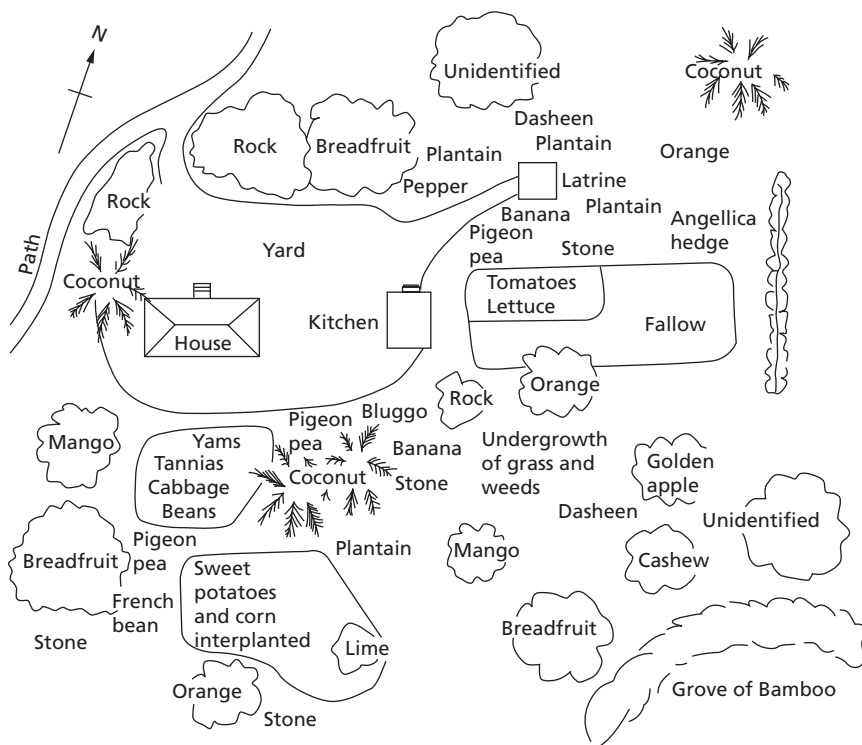 N
Unidentified
Coconut
Dasheen
Plantain
Rock
Breadfruit
Plantain
Orange
Pepper
Latrine
Rock
Banana
Plantain
Angellica
hedge
Path
Yard
Pigeon
pea
Stone
Coconut
Tomatoes
Lettuce
Kitchen
Fallow
House
Rock
Orange
Mango
Yams
Tannias
Cabbage
Beans
Pigeon
pea
Bluggo
Banana
Coconut
Stone
Undergrowth
of grass and
weeds
Golden
apple
Dasheen
Unidentified
Breadfruit
Pigeon
pea
Plantain
Mango
Cashew
French
bean
Sweet
potatoes
and corn
interplanted
Stone
Lime
Breadfruit
Orange
Stone
Grove of Bamboo